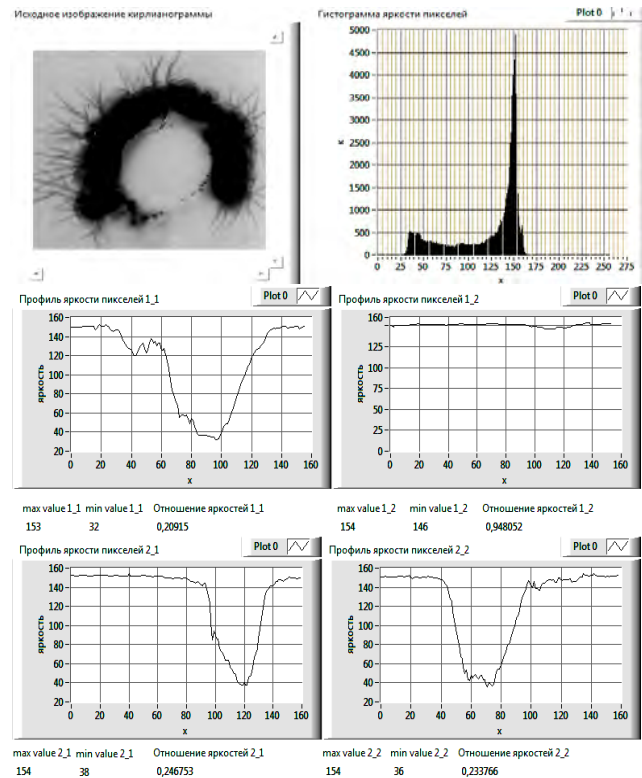 Исходное изображение кирлианограммы
Гистограмма яркости пикселей
Plot 0
5000
4500
4000
3500
3000
2500
2000
1500
1000
500
0
к
0 25 50 75 100 125 150 175 200 225 250 275
x
Профиль яркости пикселей 1_1
Plot 0
160
140
120
100
80
60
40
20
яркость
0 20 40 60 80 100 120 140 160
x
max value 1_1 min value 1_1 Отношение яркостей 1_1
153 32 0,20915
Профиль яркости пикселей 1_2
Plot 0
160
125
100
75
50
25
0
яркость
0 20 40 60 80 100 120 140 160
x
max value 1_2 min value 1_2 Отношение яркостей 1_2
154 146 0,948052
Профиль яркости пикселей 2_1
Plot 0
160
140
120
100
80
60
40
20
яркость
0 20 40 60 80 100 120 140 160
x
max value 2_1 min value 2_1 Отношение яркостей 2_1
154 38 0,246753
Профиль яркости пикселей 2_2
Plot 0
160
140
120
100
80
60
40
20
яркость
0 20 40 60 80 100 120 140 160
x
max value 2_2 min value 2_2 Отношение яркостей 2_2
154 36 0,233766